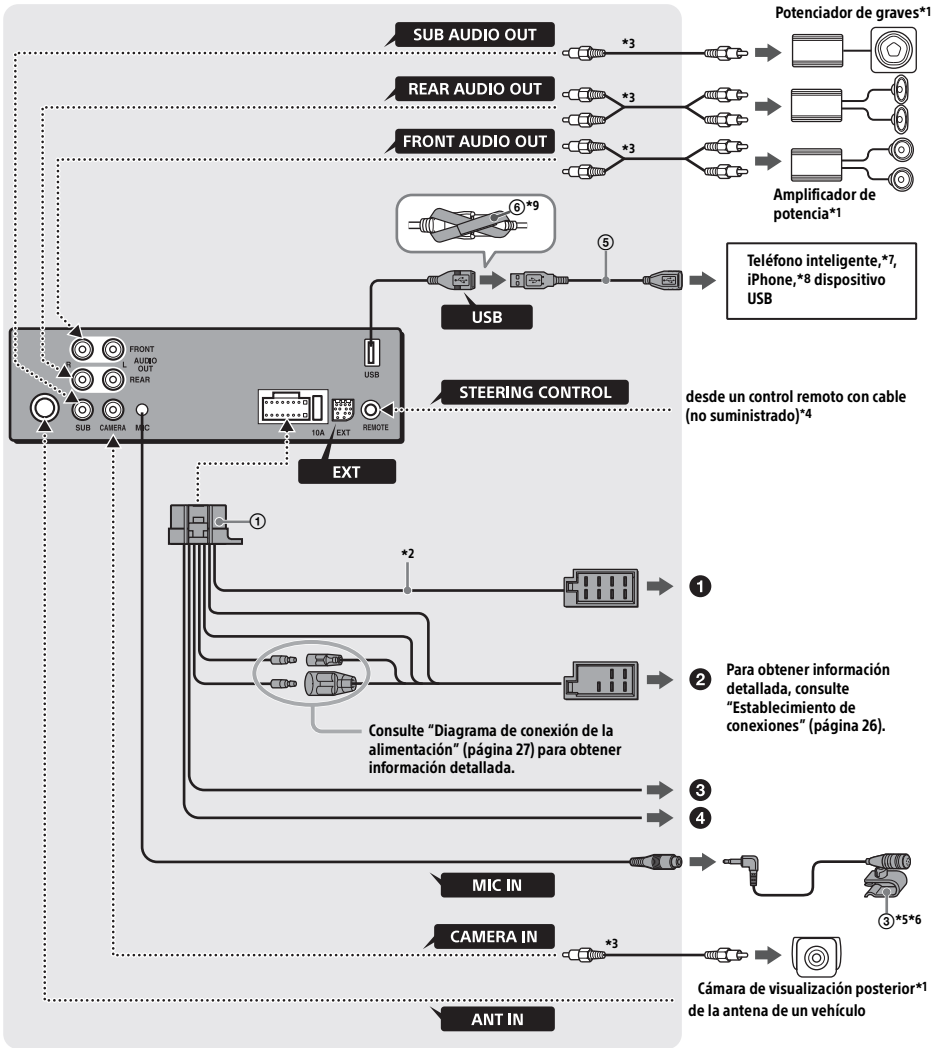 Potenciador de graves*1
SUB AUDIO OUT
*3
REAR AUDIO OUT
*3
FRONT AUDIO OUT
Amplificador de
potencia*1
⑥*9
⑤
Teléfono inteligente,*7,
iPhone,*8 dispositivo
USB
USB
FRONT
R
L
AUDIO
OUT
REAR
USB
STEERING CONTROL
desde un control remoto con cable
(no suministrado)*4
SUB
CAMERA
MIC
10A
EXT
REMOTE
EXT
①
*2
❶
❷
Para obtener información
detallada, consulte
“Establecimiento de
conexiones” (página 26).
Consulte “Diagrama de conexión de la
alimentación” (página 27) para obtener
información detallada.
❸
❹
MIC IN
③*5*6
CAMERA IN
*3
Cámara de visualización posterior*1
de la antena de un vehículo
ANT IN